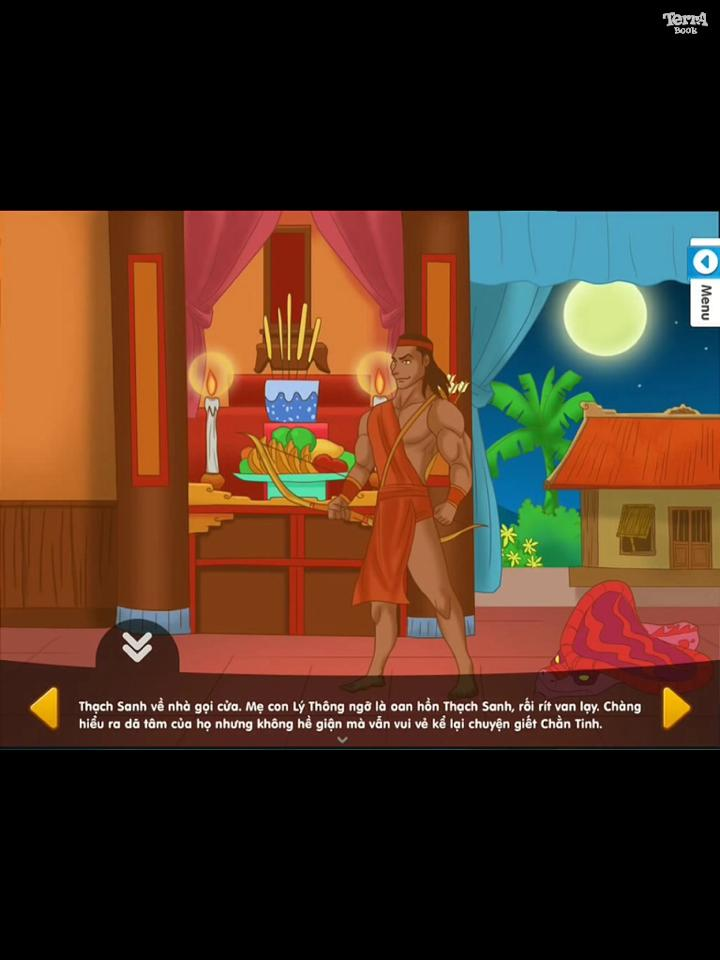 TerrA
Book
Menu
Thạch Sanh về nhà gọi cửa. Mẹ con Lý Thông ngỡ là oan hồn Thạch Sanh, rối rít van lạy. Chàng
hiểu ra dã tâm của họ nhưng không hề giận mà vẫn vui vẻ kể lại chuyện giết Chằn Tinh.